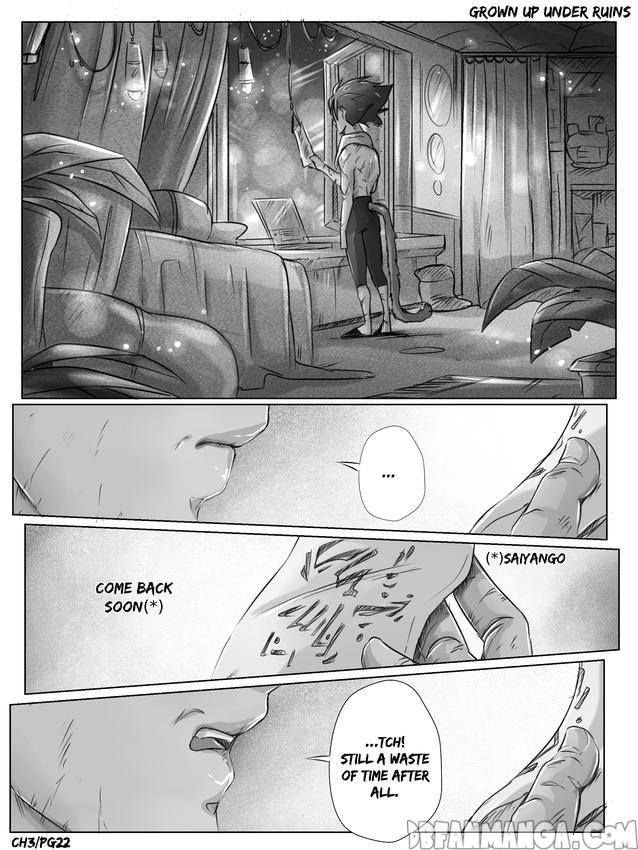 GROWN UP UNDER RUINS
...
(*)SAIYANGO
COME BACK
SOON(*)
...TCH!
STILL A WASTE
OF TIME AFTER
ALL.
CH3/PG22
DBFANMANGA.COM